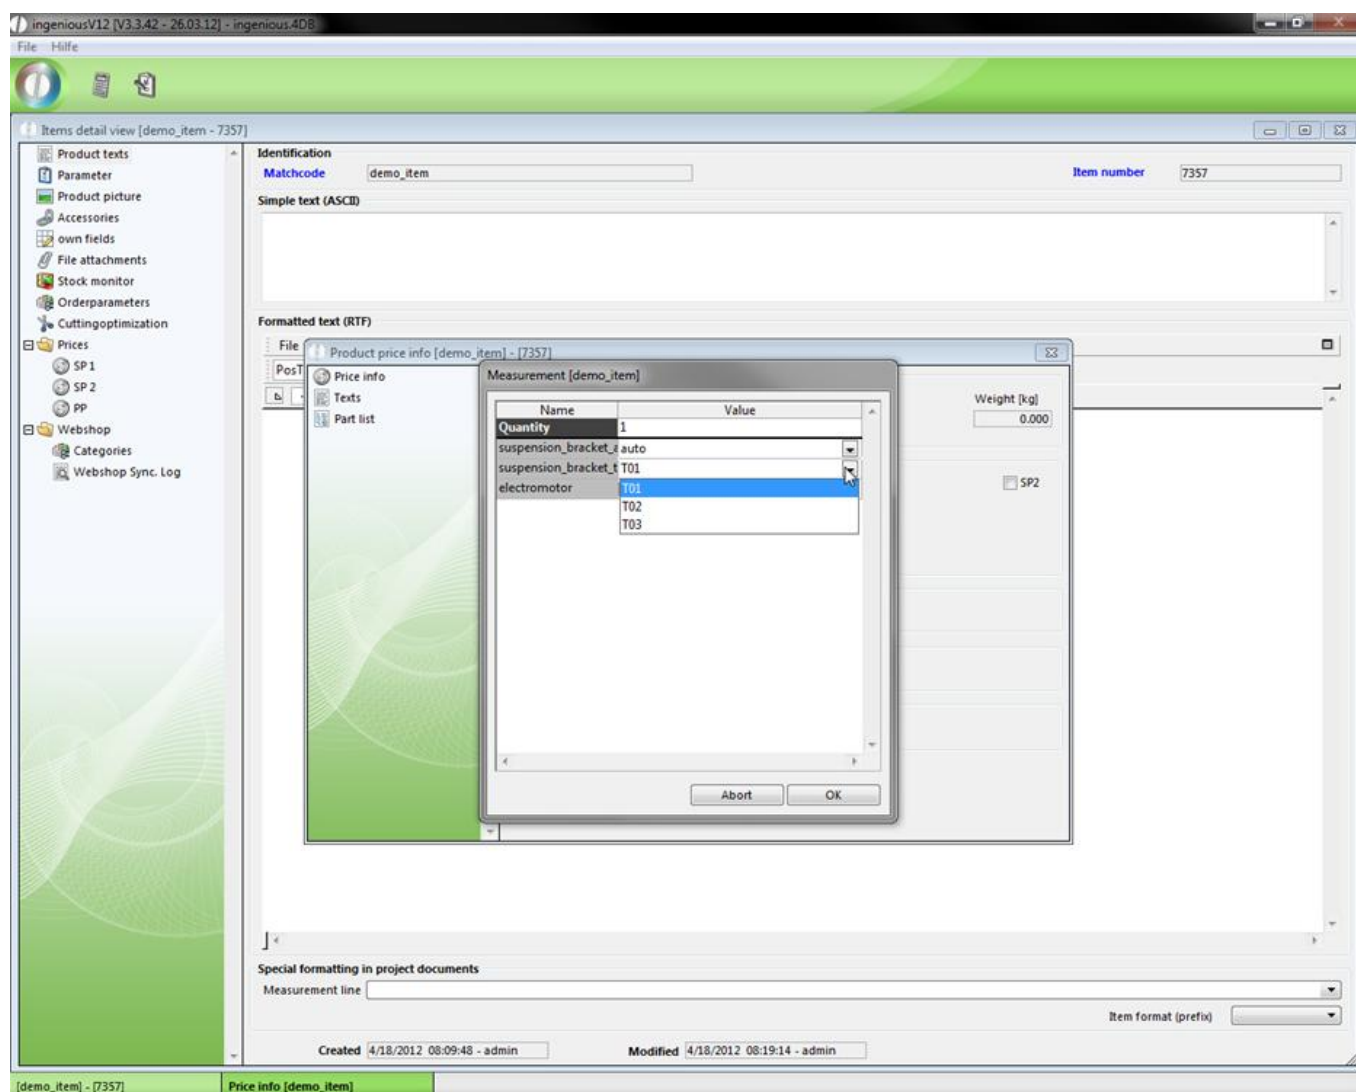 ingeniousV12 [V3.3.42 - 26.03.12] - ingenious.4DB
File Hilfe
Items detail view [demo_item - 7357]
Product texts
Parameter
Product picture
Accessories
own fields
File attachments
Stock monitor
Orderparameters
Cuttingoptimization
Prices
SP 1
SP 2
PP
Webshop
Categories
Webshop Sync. Log
Identification
Matchcode demo_item Item number 7357
Simple text (ASCII)
Formatted text (RTF)
File
PosT
Product price info [demo_item] - [7357]
Price info
Texts
Part list
Weight [kg]
0.000
SP2
Measurement [demo_item]
Name Value
Quantity 1
suspension_bracket_a auto
suspension_bracket_t T01
electromotor T01
T02
T03
Abort OK
Special formatting in project documents
Measurement line
Item format (prefix)
Created 4/18/2012 08:09:48 - admin Modified 4/18/2012 08:19:14 - admin
[demo_item] - [7357] Price info [demo_item]